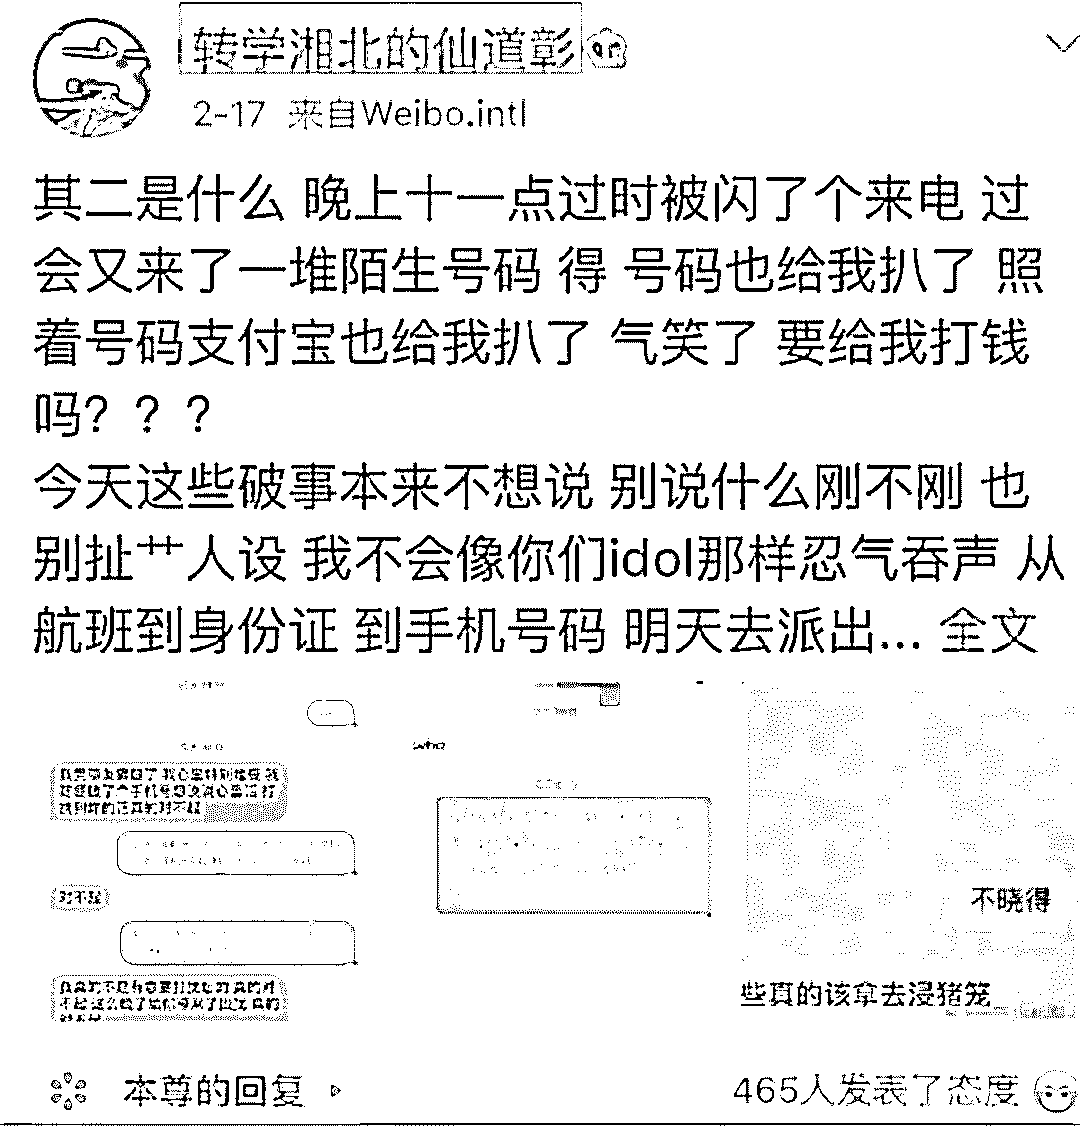 转学湘北的仙道彰
2-17 来自Weibo.intl
其二是什么 晚上十一点过时被闪了个来电 过
会又来了一堆陌生号码 得 号码也给我扒了 照
着号码支付宝也给我扒了 气笑了 要给我打钱
吗？？？
今天这些破事本来不想说 别说什么刚不刚 也
别扯艹人设 我不会像你们idol那样忍气吞声 从
航班到身份证 到手机号码 明天去派出... 全文
who
对不起
不晓得
些真的该拿去浸猪笼
本尊的回复
465人发表了态度